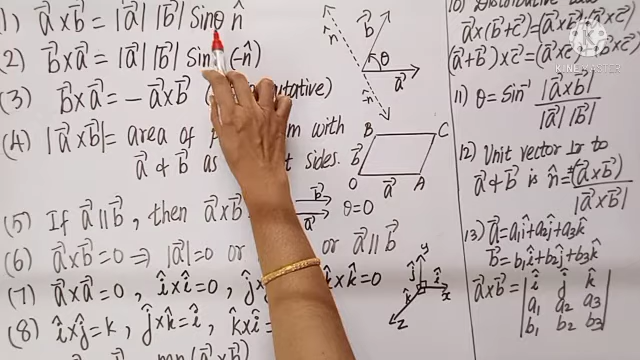 (1) a⃗×b⃗ = |a⃗| |b⃗| Sinθ n̂
(2) b⃗×a⃗ = |a⃗| |b⃗| Sin (-n̂)
(3) b⃗×a⃗ = - a⃗×b⃗
(4) |a⃗×b⃗| = area of with
a⃗ & b⃗ as sides.
(5) If a⃗∥b⃗, then a⃗×
(6) a⃗×b⃗=0 ⇒ |a⃗|=0 or or a⃗∥b⃗
(7) a⃗×a⃗=0, î×î=0, ×k̂=0
(8) î×ĵ=k, ĵ×k̂=î, k̂×î=
b⃗
n̂
θ
a⃗
-n̂
B C
b⃗
O a⃗ A
b⃗
a⃗
θ=0
y
ĵ
î
k̂
x
z
a⃗×(b⃗+c⃗)=(a⃗×b⃗)
(a⃗+b⃗)×c⃗=(a⃗×c⃗)
KINEMASTER
11) θ = Sin⁻¹ |a⃗×b⃗| / |a⃗| |b⃗|
12) Unit vector ⊥r to
a⃗ & b⃗ is n̂ = ±(a⃗×b⃗) / |a⃗×b⃗|
13) a⃗=a₁î+a₂ĵ+a₃k̂
b⃗=b₁î+b₂ĵ+b₃k̂
a⃗×b⃗ = | î ĵ k̂
a₁ a₂ a₃
b₁ b₂ b₃ |